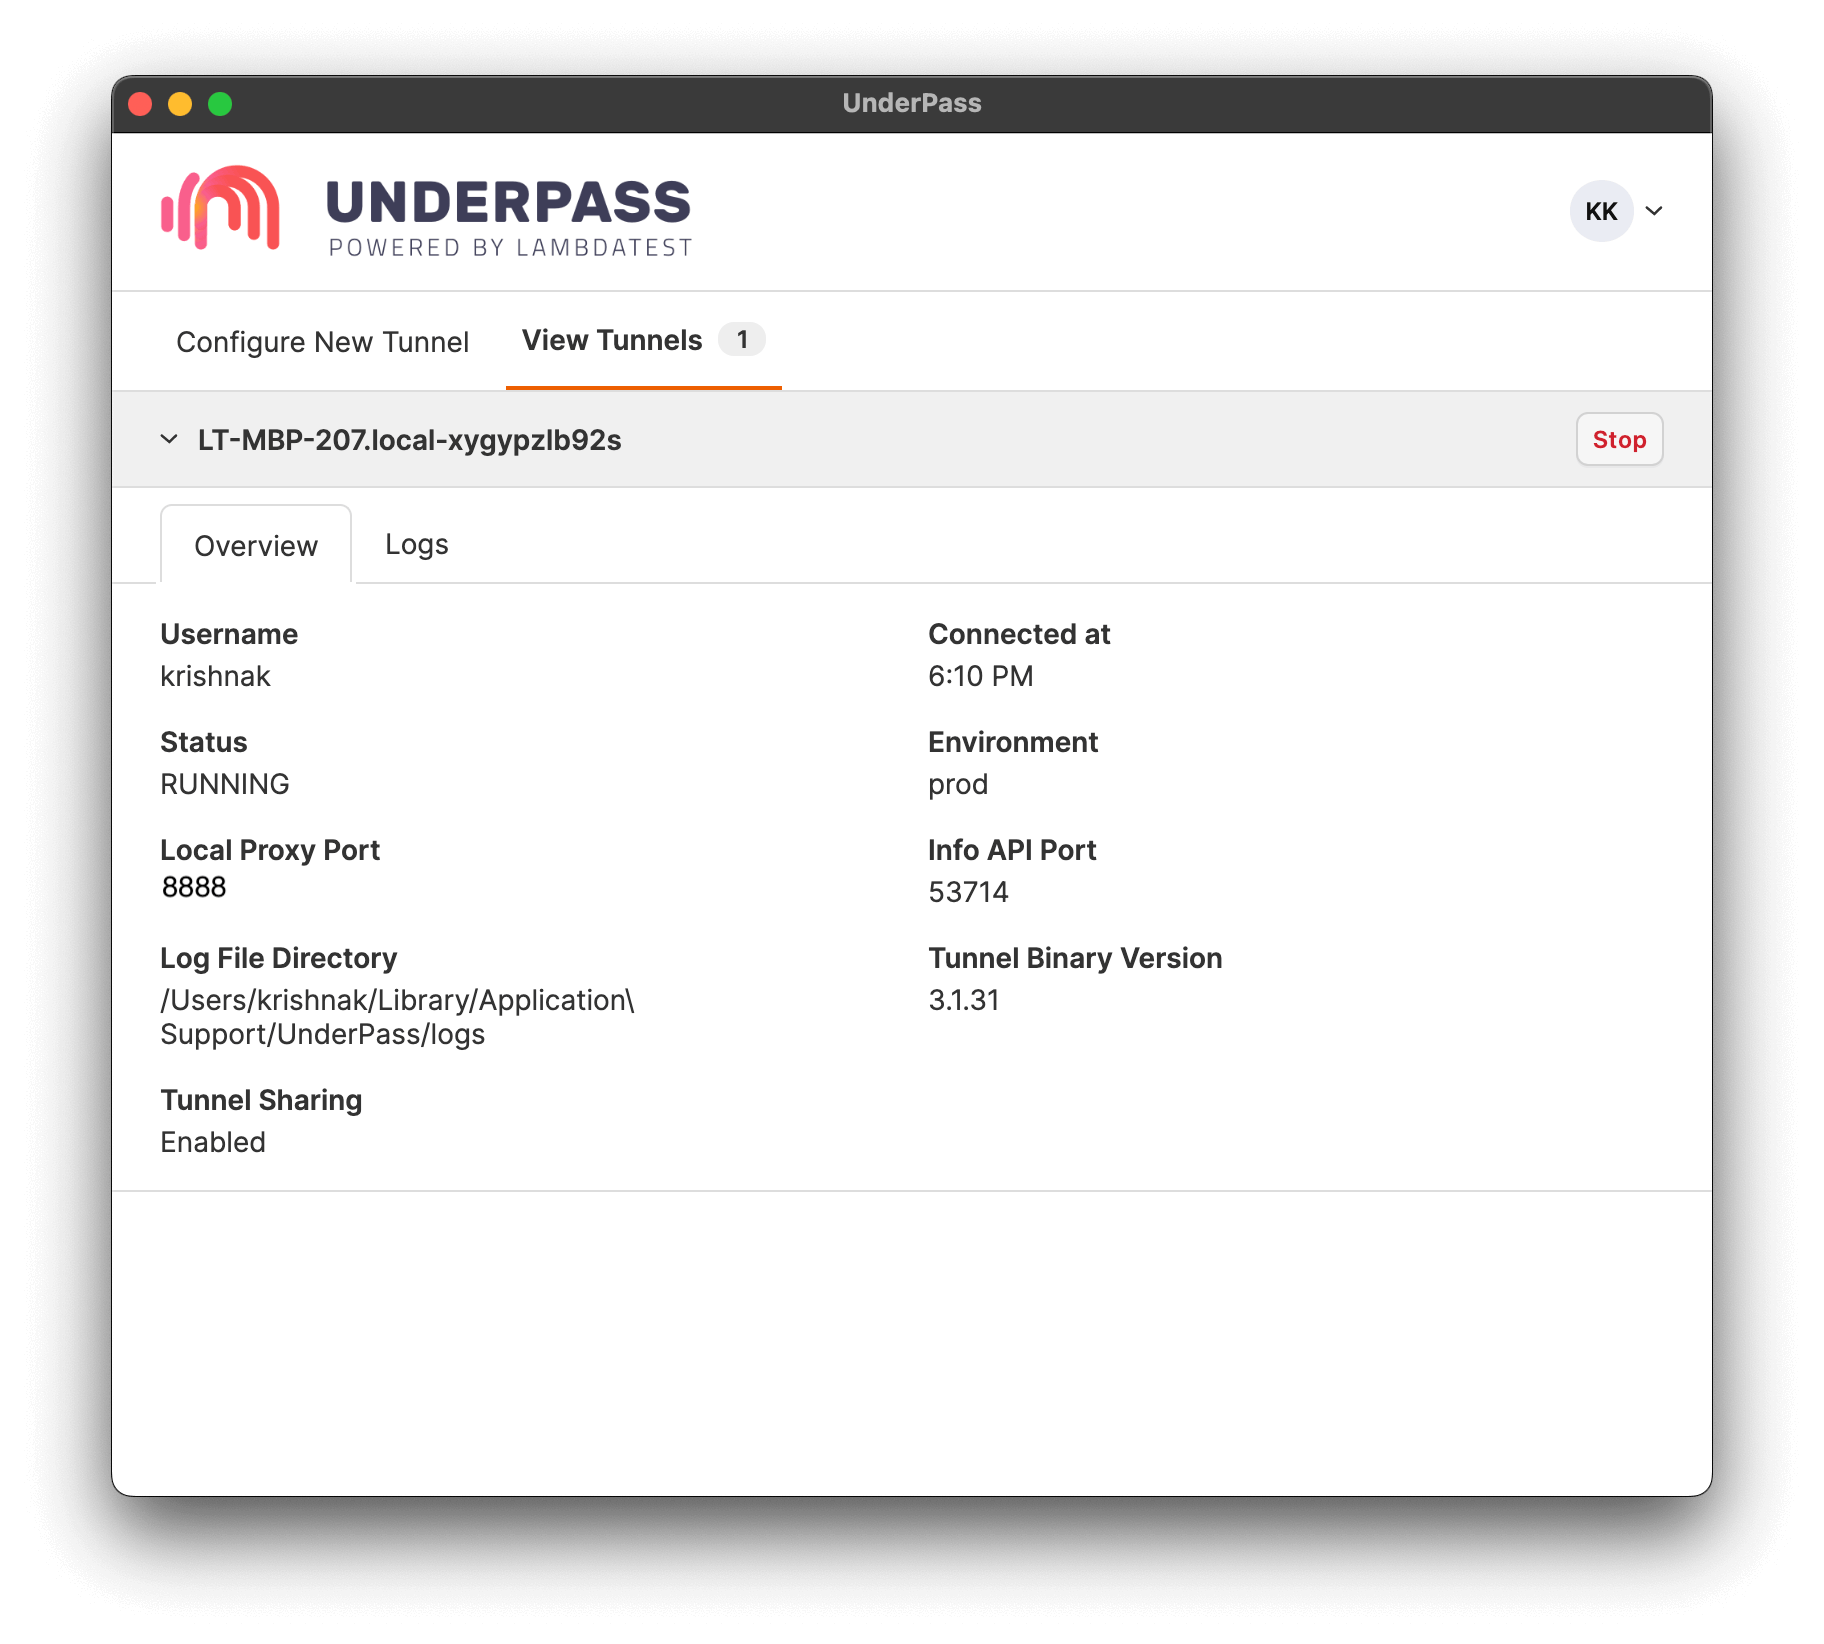 UnderPass
UNDERPASS
POWERED BY LAMBDATEST
KK
Configure New Tunnel
View Tunnels 1
LT-MBP-207.local-xygypzlb92s
Stop
Overview
Logs
Username
krishnak
Connected at
6:10 PM
Status
RUNNING
Environment
prod
Local Proxy Port
8888
Info API Port
53714
Log File Directory
/Users/krishnak/Library/Application\
Support/UnderPass/logs
Tunnel Binary Version
3.1.31
Tunnel Sharing
Enabled